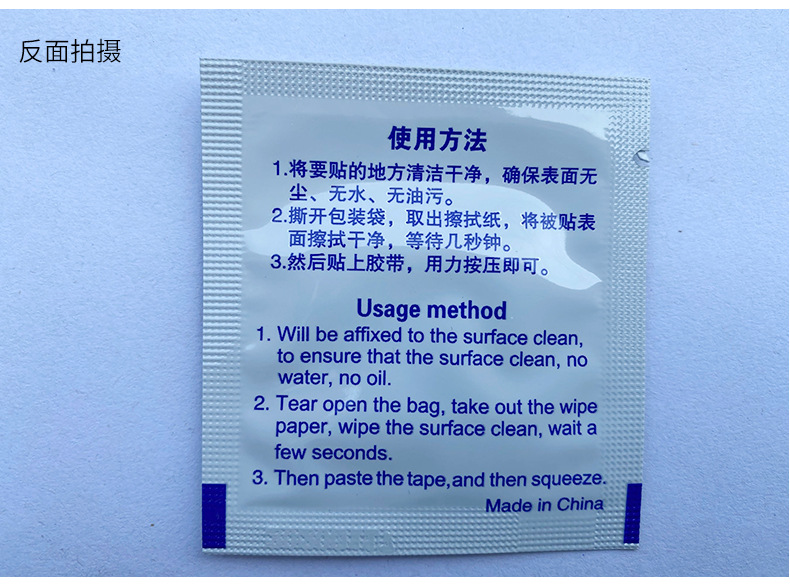 反面拍摄
使用方法
1.将要贴的地方清洁干净，确保表面无
尘、无水、无油污。
2.撕开包装袋，取出擦拭纸，将被贴表
面擦拭干净，等待几秒钟。
3.然后贴上胶带，用力按压即可。
Usage method
1. Will be affixed to the surface clean,
to ensure that the surface clean, no
water, no oil.
2. Tear open the bag, take out the wipe
paper, wipe the surface clean, wait a
few seconds.
3. Then paste the tape,and then squeeze.
Made in China